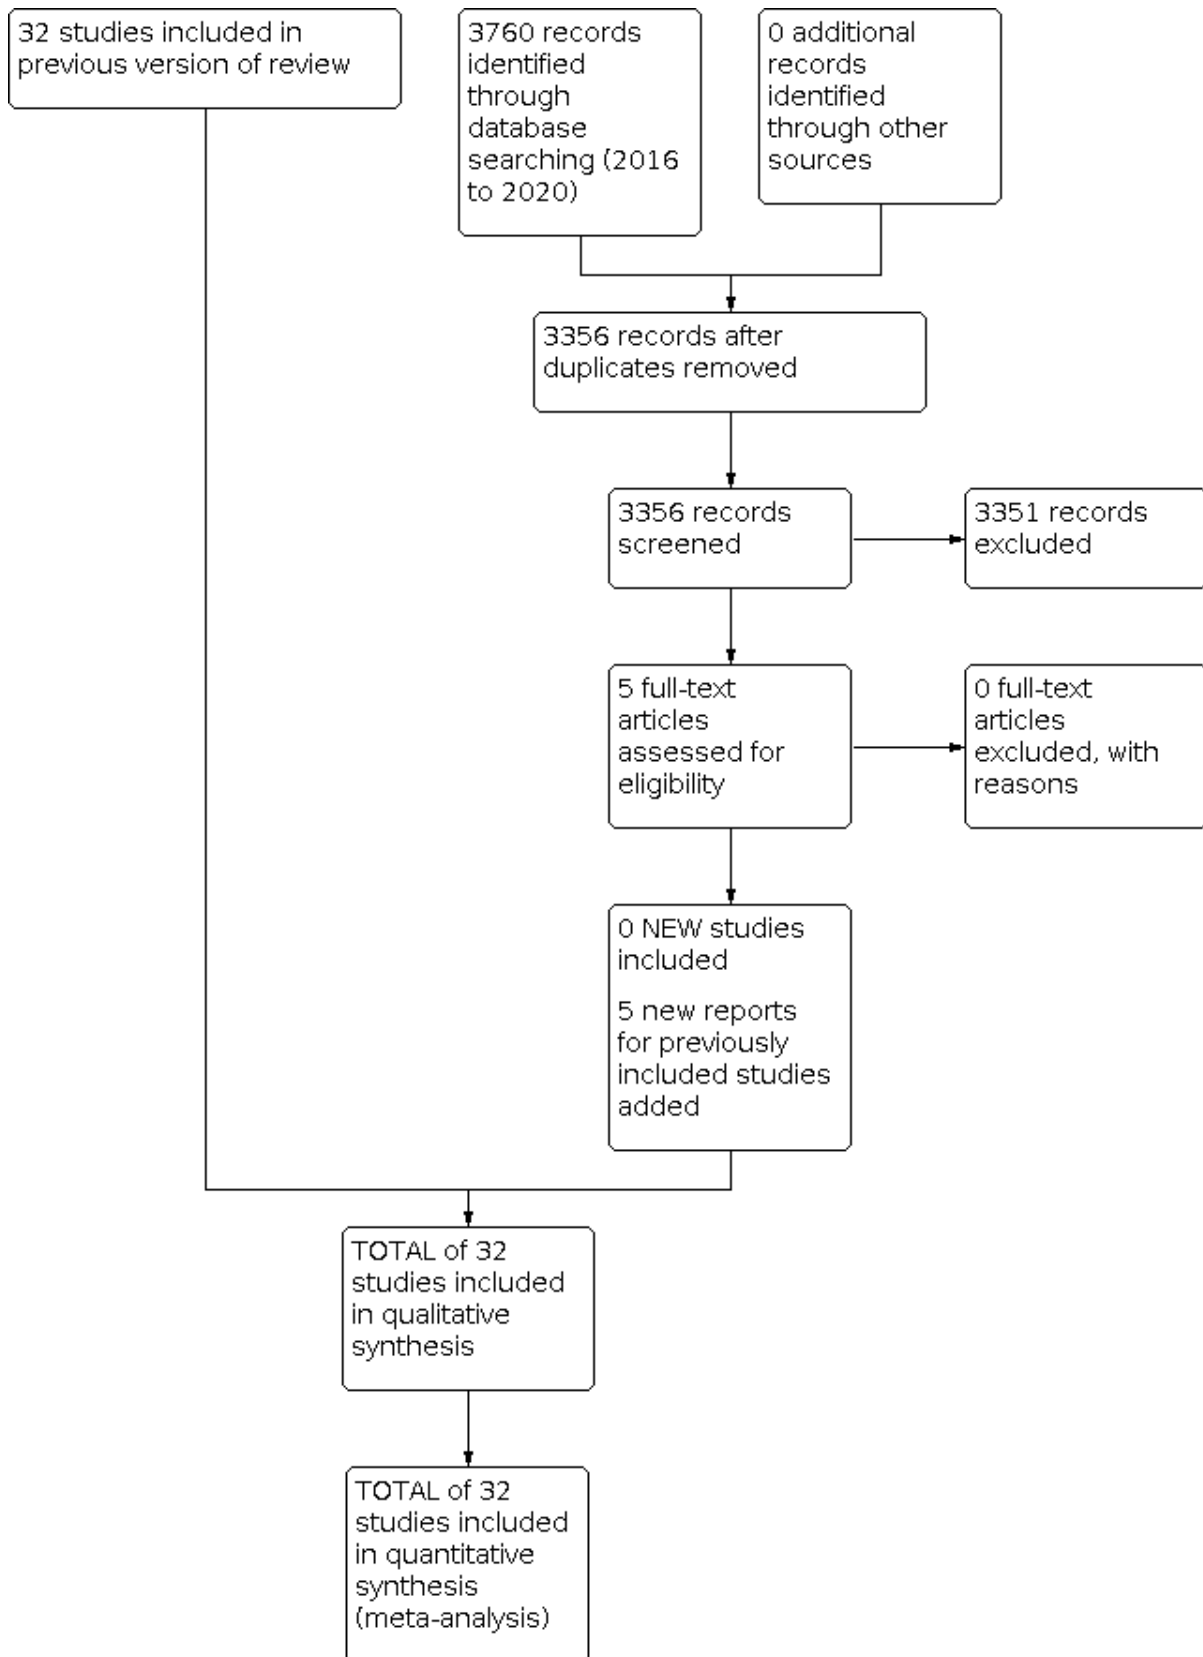 32 studies included in
previous version of review
3760 records
identified
through
database
searching (2016
to 2020)
0 additional
records
identified
through other
sources
3356 records after
duplicates removed
3356 records
screened
3351 records
excluded
5 full-text
articles
assessed for
eligibility
0 full-text
articles
excluded, with
reasons
0 NEW studies
included
5 new reports
for previously
included studies
added
TOTAL of 32
studies included
in qualitative
synthesis
TOTAL of 32
studies included
in quantitative
synthesis
(meta-analysis)